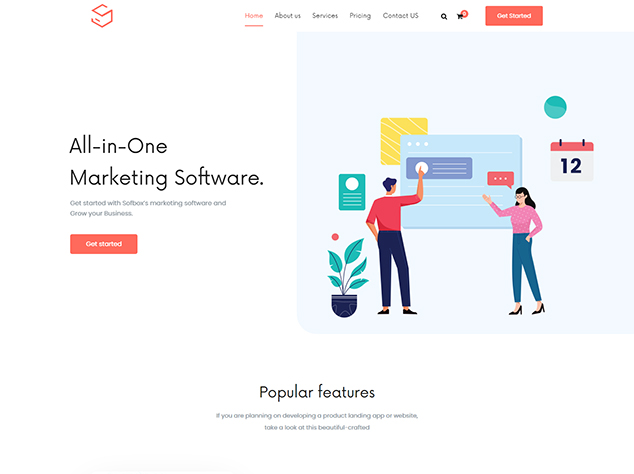 Home About us Services Pricing Contact US 0 Get Started
All-in-One
Marketing Software.
Get started with Sofbox's marketing software and
Grow your Business.
Get started
12
Popular features
If you are planning on developing a product landing app or website,
take a look at this beautiful-crafted